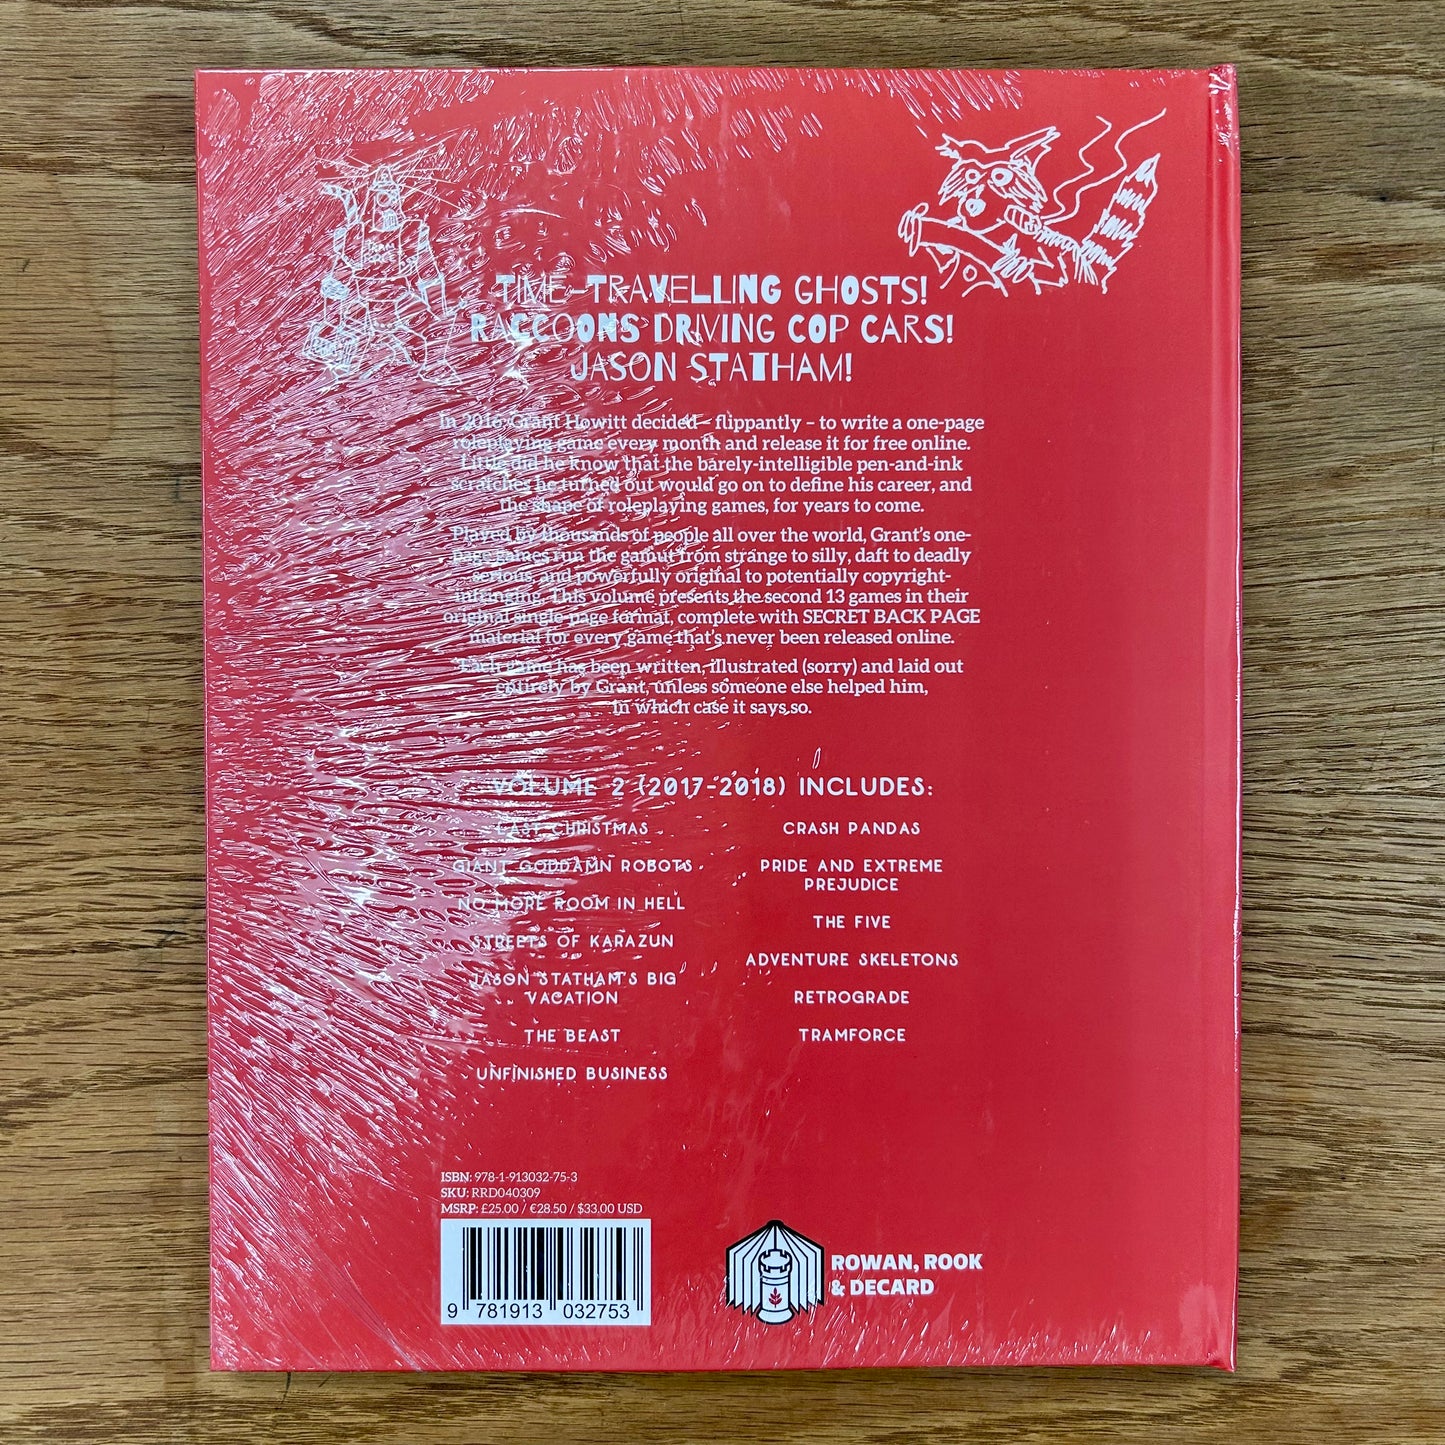 TRAM
FORCE
TIME-TRAVELLING GHOSTS!
RACCOONS DRIVING COP CARS!
JASON STATHAM!
In 2016, Grant Howitt decided – flippantly – to write a one-page
roleplaying game every month and release it for free online.
Little did he know that the barely-intelligible pen-and-ink
scratches he turned out would go on to define his career, and
the shape of roleplaying games, for years to come.
Played by thousands of people all over the world, Grant's one-
page games run the gamut from strange to silly, daft to deadly
serious, and powerfully original to potentially copyright-
infringing. This volume presents the second 13 games in their
original single-page format, complete with SECRET BACK PAGE
material for every game that's never been released online.
Each game has been written, illustrated (sorry) and laid out
entirely by Grant, unless someone else helped him,
in which case it says so.
VOLUME 2 (2017-2018) INCLUDES:
LAST CHRISTMAS
GIANT GODDAMN ROBOTS
NO MORE ROOM IN HELL
STREETS OF KARAZUN
JASON STATHAM'S BIG
VACATION
THE BEAST
UNFINISHED BUSINESS
CRASH PANDAS
PRIDE AND EXTREME
PREJUDICE
THE FIVE
ADVENTURE SKELETONS
RETROGRADE
TRAMFORCE
ISBN: 978-1-913032-75-3
SKU: RRD040309
MSRP: £25.00 / €28.50 / $33.00 USD
9 781913 032753
ROWAN, ROOK
& DECARD